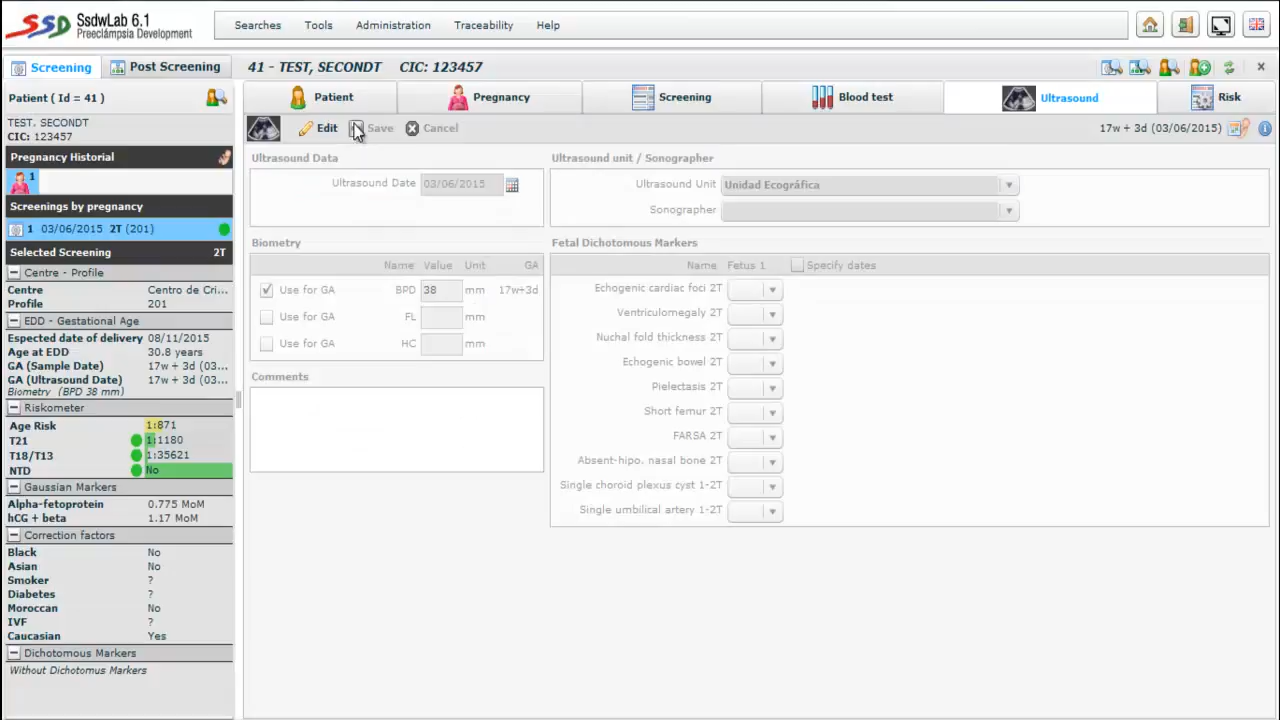 SSD SsdwLab 6.1
Preeclàmpsia Development
Searches Tools Administration Traceability Help
Screening Post Screening
41 - TEST, SECONDT CIC: 123457
Patient ( Id = 41 )
Patient Pregnancy Screening Blood test Ultrasound Risk
TEST. SECONDT
CIC: 123457
Edit Save Cancel
17w + 3d (03/06/2015)
Pregnancy Historial
1
Screenings by pregnancy
1 03/06/2015 2T (201)
Selected Screening 2T
Centre - Profile
Centre Centro de Cri...
Profile 201
EDD - Gestational Age
Expected date of delivery 08/11/2015
Age at EDD 30.8 years
GA (Sample Date) 17w + 3d (03...
GA (Ultrasound Date) 17w + 3d (03...
Biometry (BPD 38 mm)
Riskometer
Age Risk 1:871
T21 1:1180
T18/T13 1:35621
NTD No
Gaussian Markers
Alpha-fetoprotein 0.775 MoM
hCG + beta 1.17 MoM
Correction factors
Black No
Asian No
Smoker ?
Diabetes ?
Moroccan No
IVF ?
Caucasian Yes
Dichotomous Markers
Without Dichotomus Markers
Ultrasound Data
Ultrasound Date 03/06/2015
Ultrasound unit / Sonographer
Ultrasound Unit Unidad Ecográfica
Sonographer
Biometry
Name Value Unit GA
Use for GA BPD 38 mm 17w+3d
Use for GA FL mm
Use for GA HC mm
Comments
Fetal Dichotomous Markers
Name Fetus 1 Specify dates
Echogenic cardiac foci 2T
Ventriculomegaly 2T
Nuchal fold thickness 2T
Echogenic bowel 2T
Pielectasis 2T
Short femur 2T
FARSA 2T
Absent-hipo. nasal bone 2T
Single choroid plexus cyst 1-2T
Single umbilical artery 1-2T